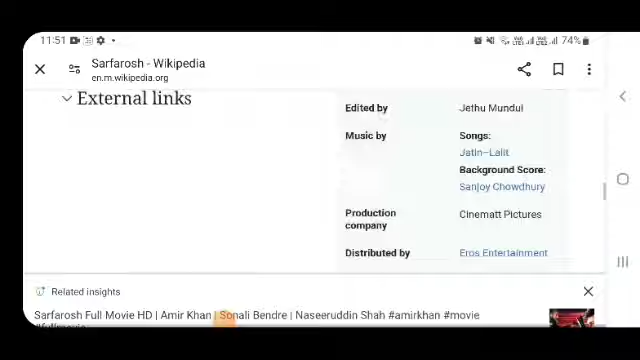 11:51
74%
Sarfarosh - Wikipedia
en.m.wikipedia.org
External links
Edited by Jethu Mundul
Music by Songs:
Jatin–Lalit
Background Score:
Sanjoy Chowdhury
Production Cinematt Pictures
company
Distributed by Eros Entertainment
Related insights
Sarfarosh Full Movie HD | Amir Khan | Sonali Bendre | Naseeruddin Shah #amirkhan #movie